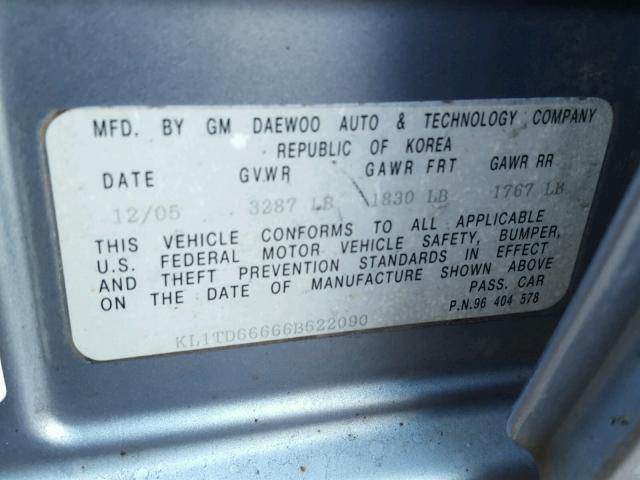 MFD. BY GM DAEWOO AUTO & TECHNOLOGY COMPANY
REPUBLIC OF KOREA
DATE GVWR GAWR FRT GAWR RR
12/05 3287 LB 1830 LB 1767 LB
THIS VEHICLE CONFORMS TO ALL APPLICABLE
U.S. FEDERAL MOTOR VEHICLE SAFETY, BUMPER,
AND THEFT PREVENTION STANDARDS IN EFFECT
ON THE DATE OF MANUFACTURE SHOWN ABOVE
PASS. CAR
P.N.96 404 578
KL1TD66666B622090